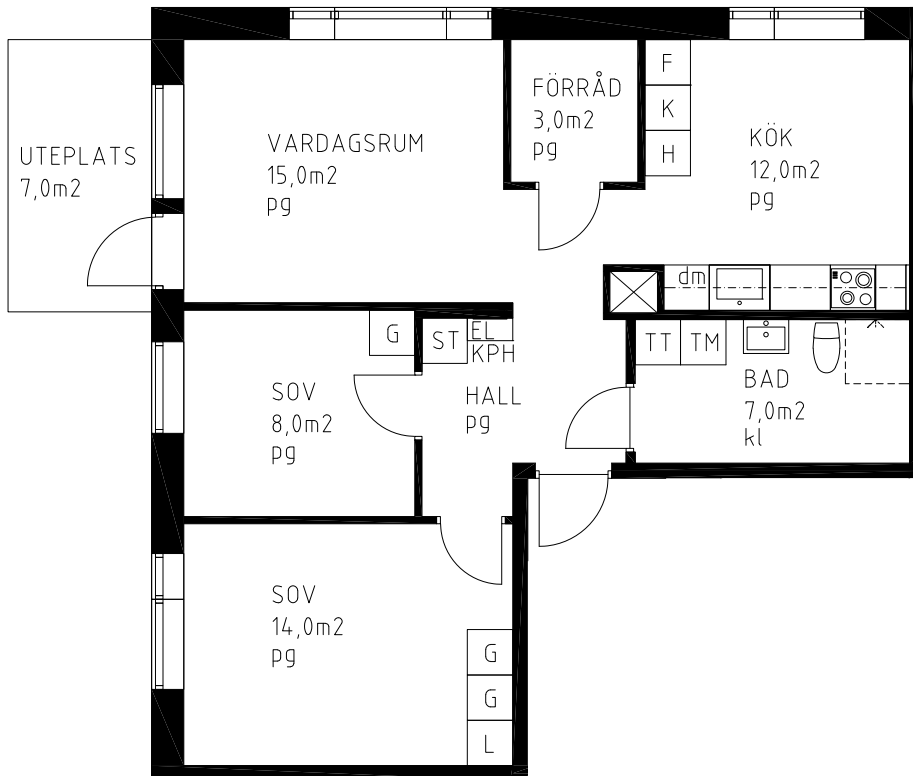 UTEPLATS
7,0m2
VARDAGSRUM
15,0m2
pg
FÖRRÅD
3,0m2
pg
F
K
H
KÖK
12,0m2
pg
dm
G
ST
EL
KPH
HALL
pg
TT
TM
BAD
7,0m2
kl
SOV
8,0m2
pg
SOV
14,0m2
pg
G
G
L